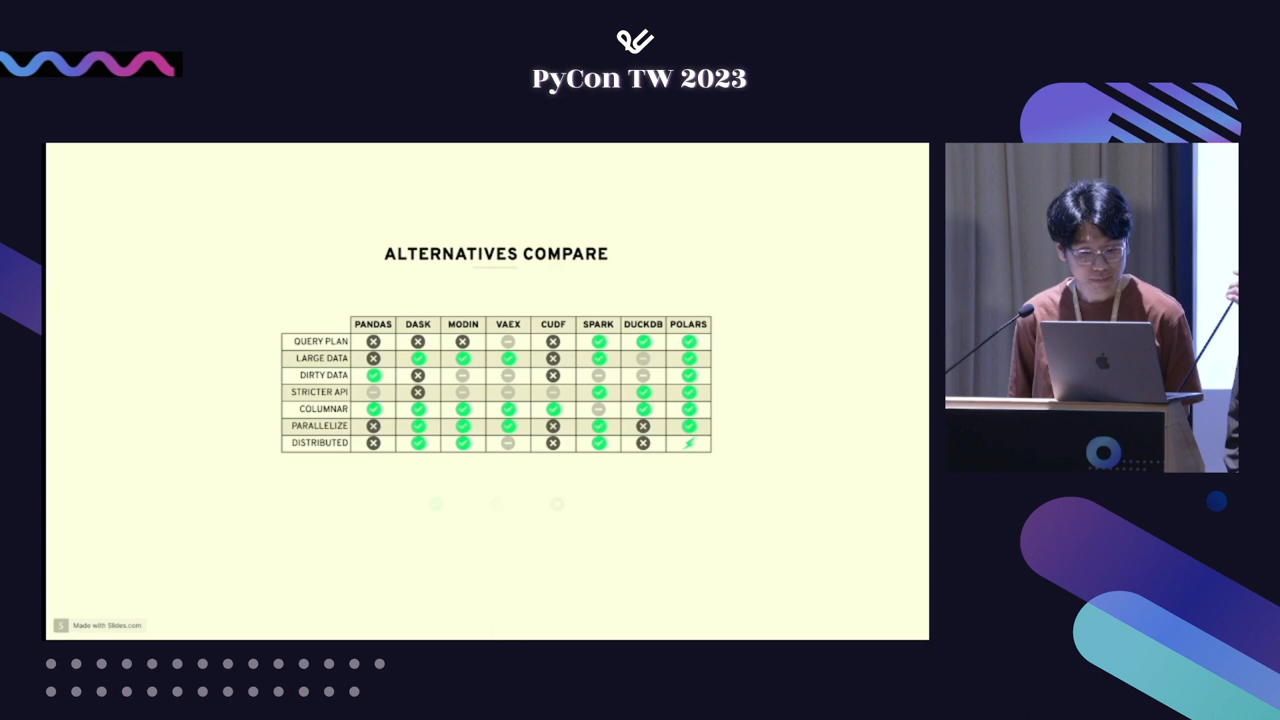 PyCon TW 2023
ALTERNATIVES COMPARE
PANDAS DASK MODIN VAEX CUDF SPARK DUCKDB POLARS
QUERY PLAN
LARGE DATA
DIRTY DATA
STRICTER API
COLUMNAR
PARALLELIZE
DISTRIBUTED
S Made with Slides.com